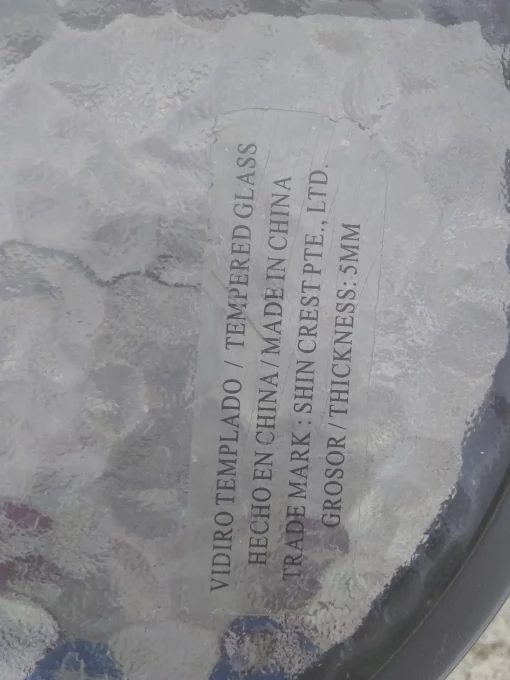 VIDIRO TEMPLADO / TEMPERED GLASS
HECHO EN CHINA / MADE IN CHINA
TRADE MARK : SHIN CREST PTE., LTD.
GROSOR / THICKNESS: 5MM